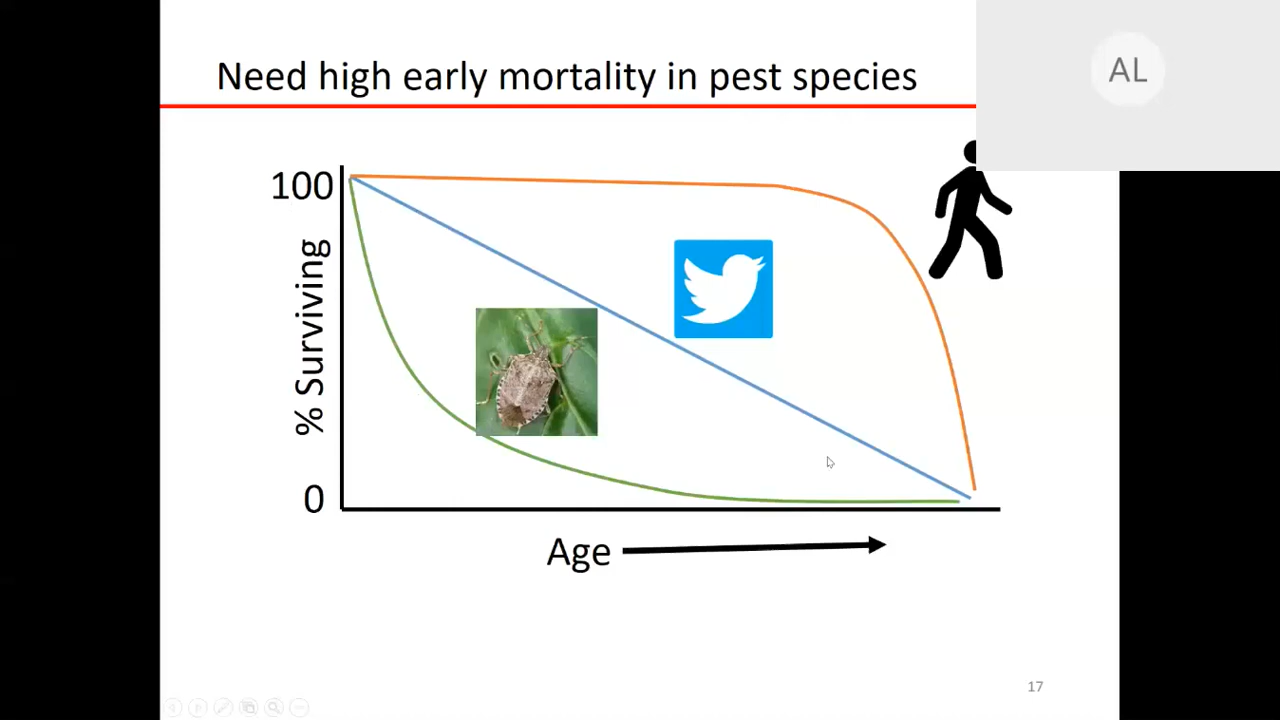 Need high early mortality in pest species
AL
100
% Surviving
0
Age
17